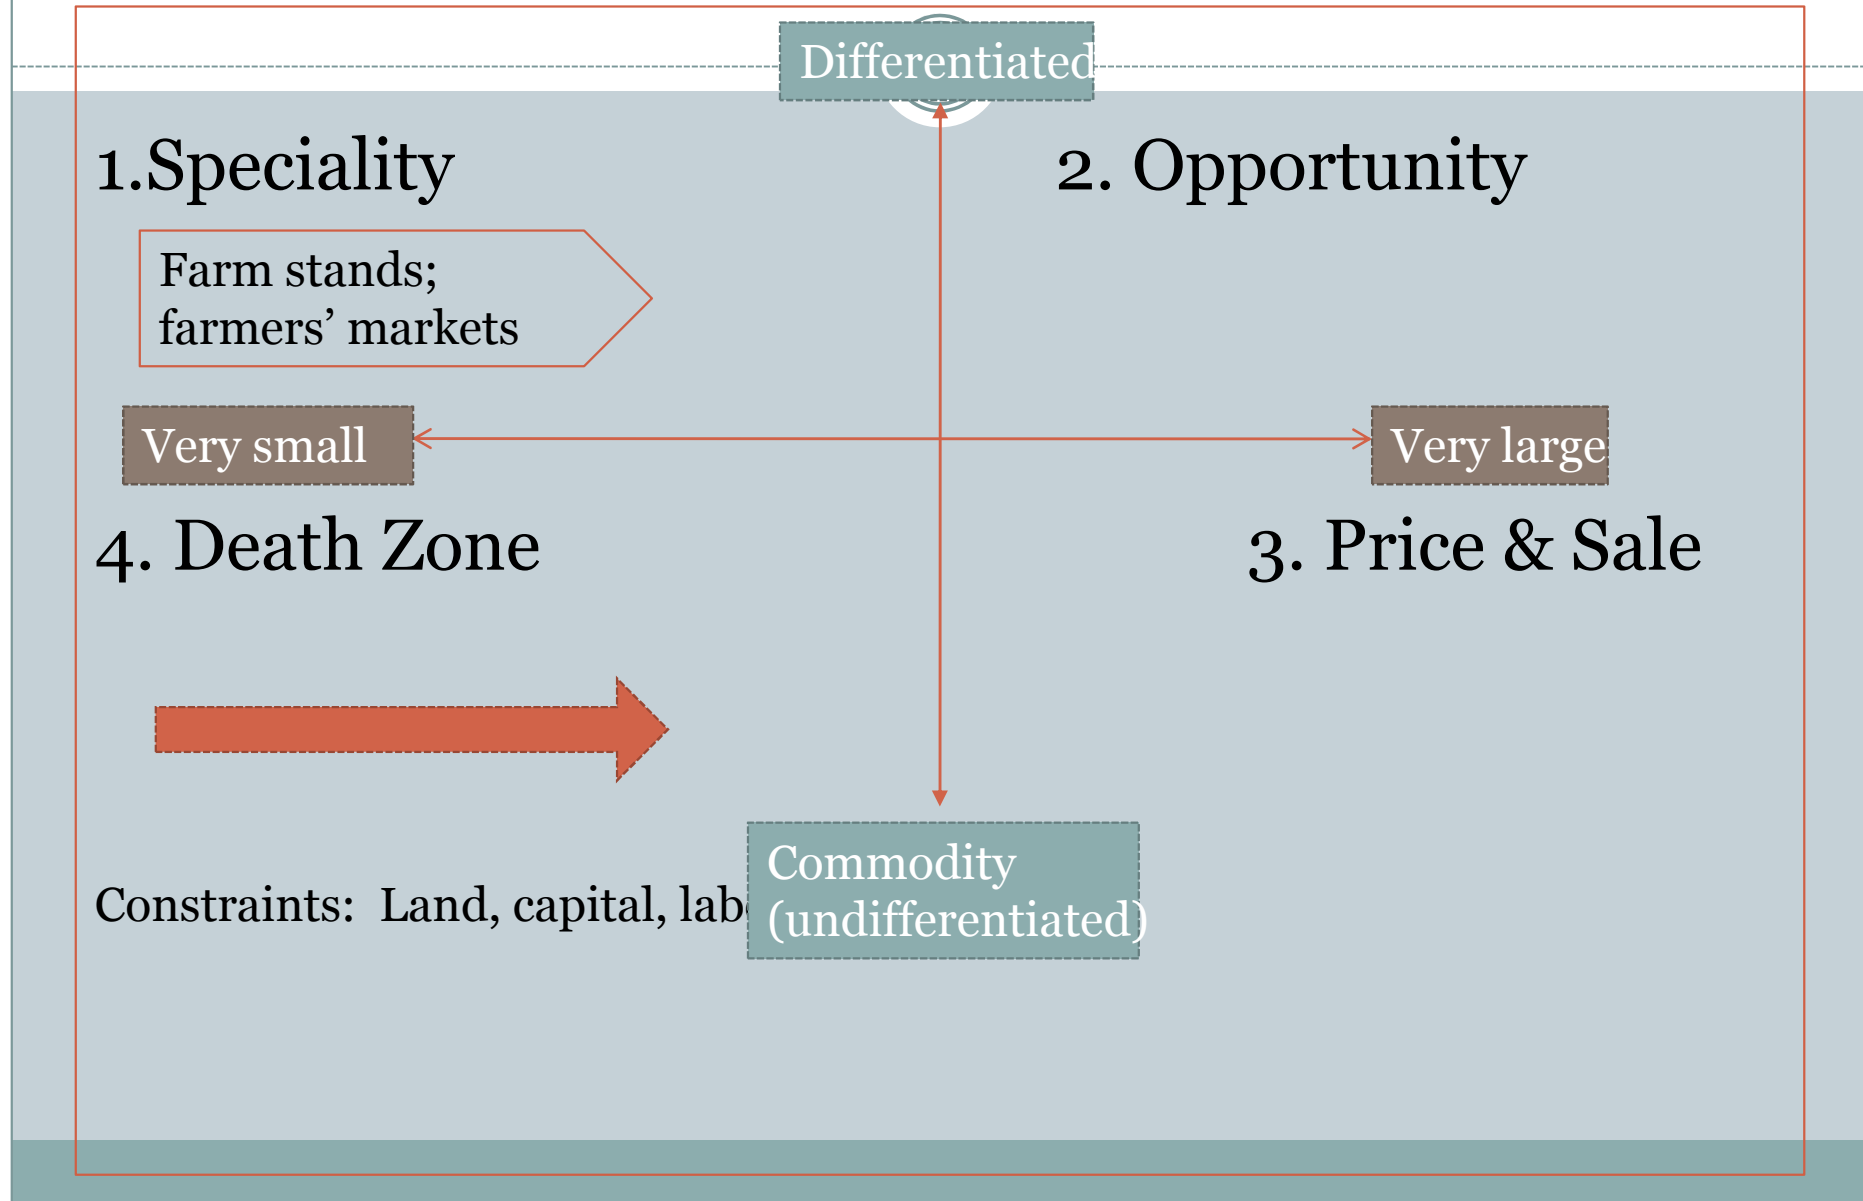 Differentiated
1.Speciality
2. Opportunity
Farm stands;
farmers’ markets
Very small
Very large
4. Death Zone
3. Price & Sale
Constraints:  Land, capital,
Commodity
(undifferentiated)